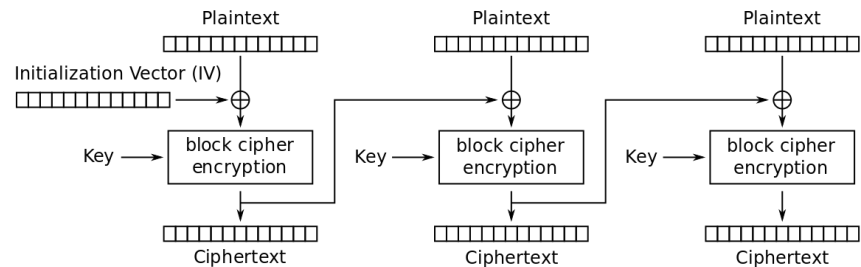 Plaintext
Plaintext
Plaintext
Initialization Vector (IV)
Key
block cipher
encryption
Key
block cipher
encryption
Key
block cipher
encryption
Ciphertext
Ciphertext
Ciphertext